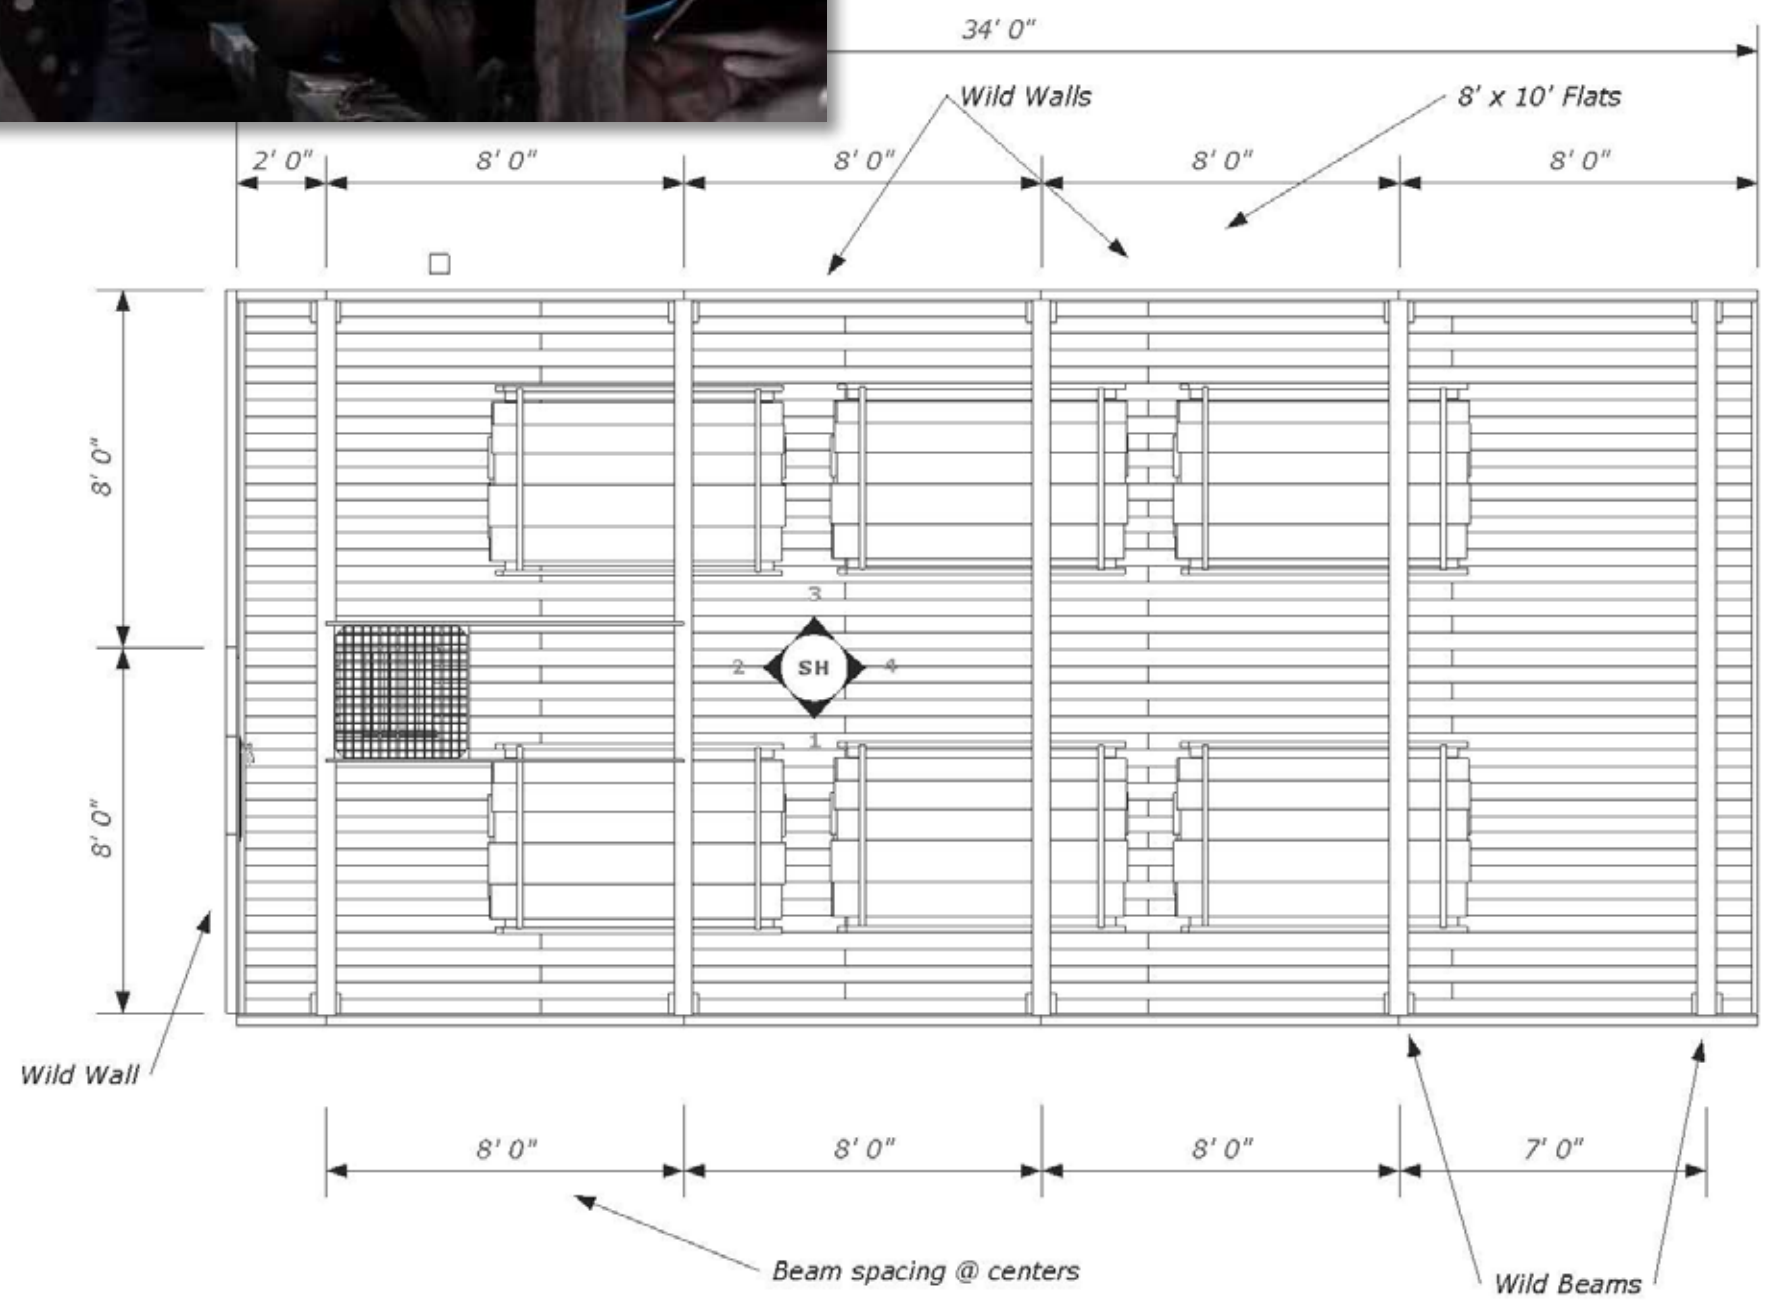 34' 0"
Wild Walls
8' x 10' Flats
2' 0"
8' 0"
8' 0"
8' 0"
8' 0"
8' 0"
3
2
SH
4
1
8' 0"
Wild Wall
8' 0"
8' 0"
8' 0"
7' 0"
Beam spacing @ centers
Wild Beams